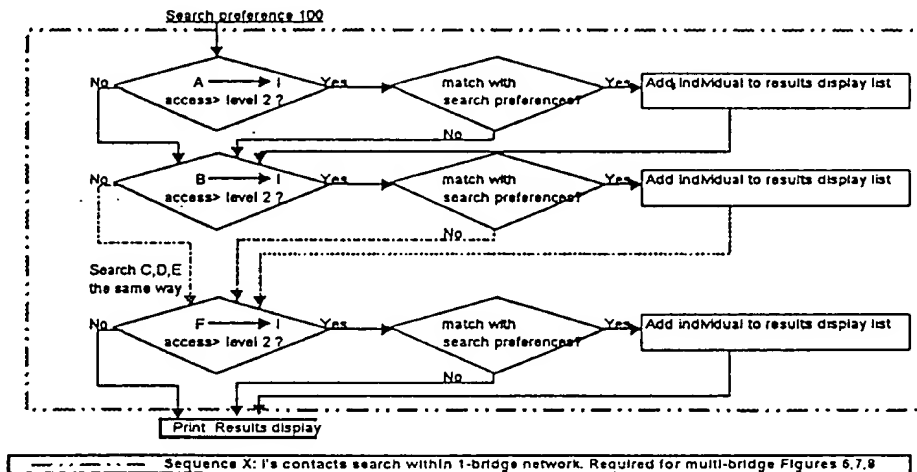 Search preference 100
No
A → I
access> level 2 ?
Yes
match with
search preferences?
Yes
Add individual to results display list
No
No
B → I
access> level 2 ?
Yes
match with
search preferences?
Yes
Add individual to results display list
No
Search C,D,E
the same way
No
F → I
access> level 2 ?
Yes
match with
search preferences?
Yes
Add individual to results display list
No
Print Results display
Sequence X: I's contacts search within 1-bridge network. Required for multi-bridge Figures 6,7,8